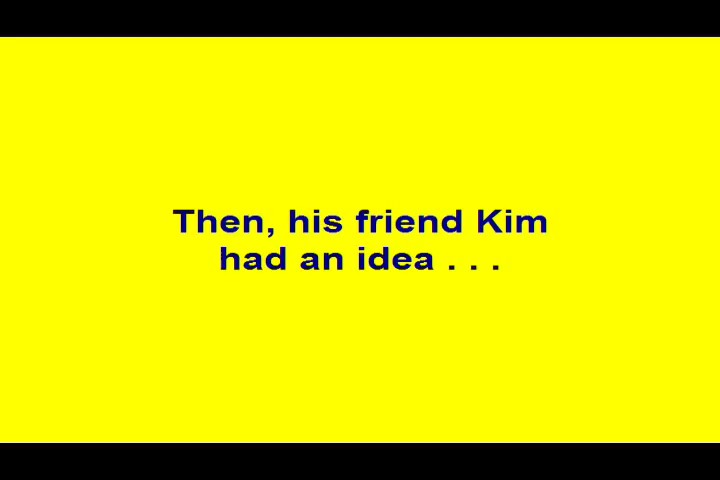 Then, his friend Kim
had an idea . . .